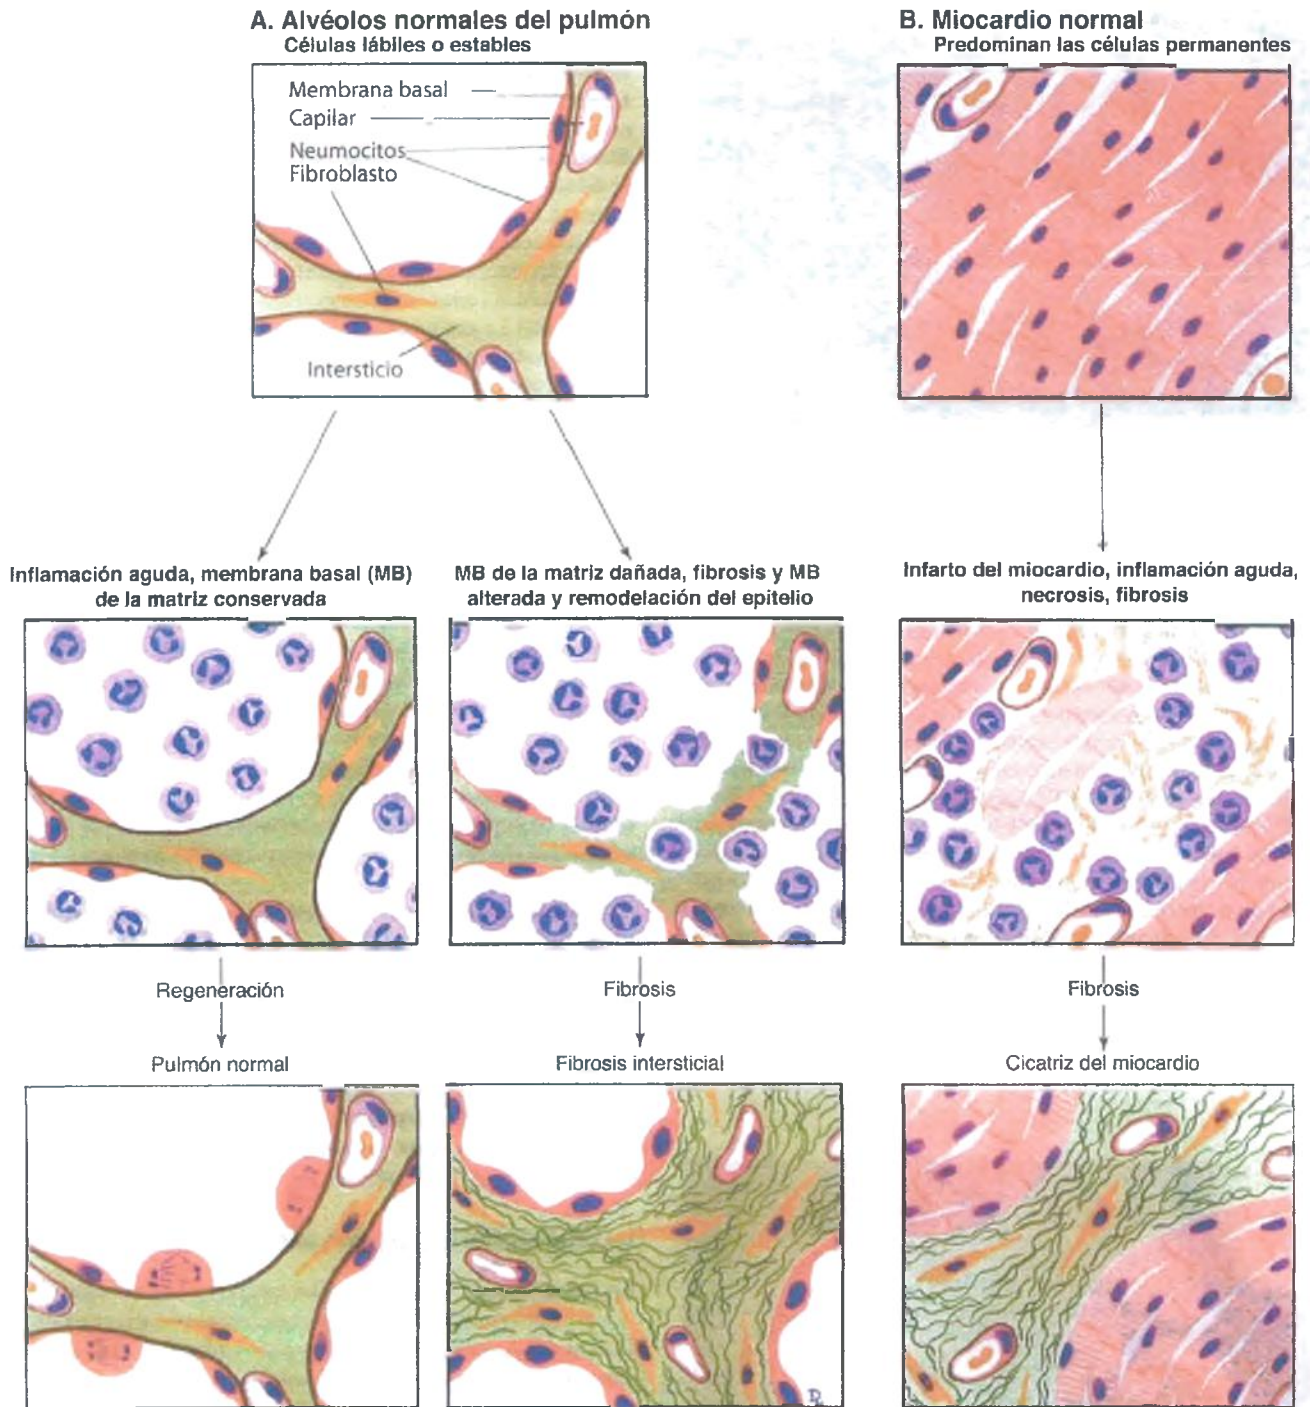 A. Alvéolos normales del pulmón
Células lábiles o estables
Membrana basal
Capilar
Neumocitos
Fibroblasto
Intersticio
B. Miocardio normal
Predominan las células permanentes
Inflamación aguda, membrana basal (MB)
de la matriz conservada
MB de la matriz dañada, fibrosis y MB
alterada y remodelación del epitelio
Infarto del miocardio, inflamación aguda,
necrosis, fibrosis
Regeneración
Fibrosis
Fibrosis
Pulmón normal
Fibrosis intersticial
Cicatriz del miocardio